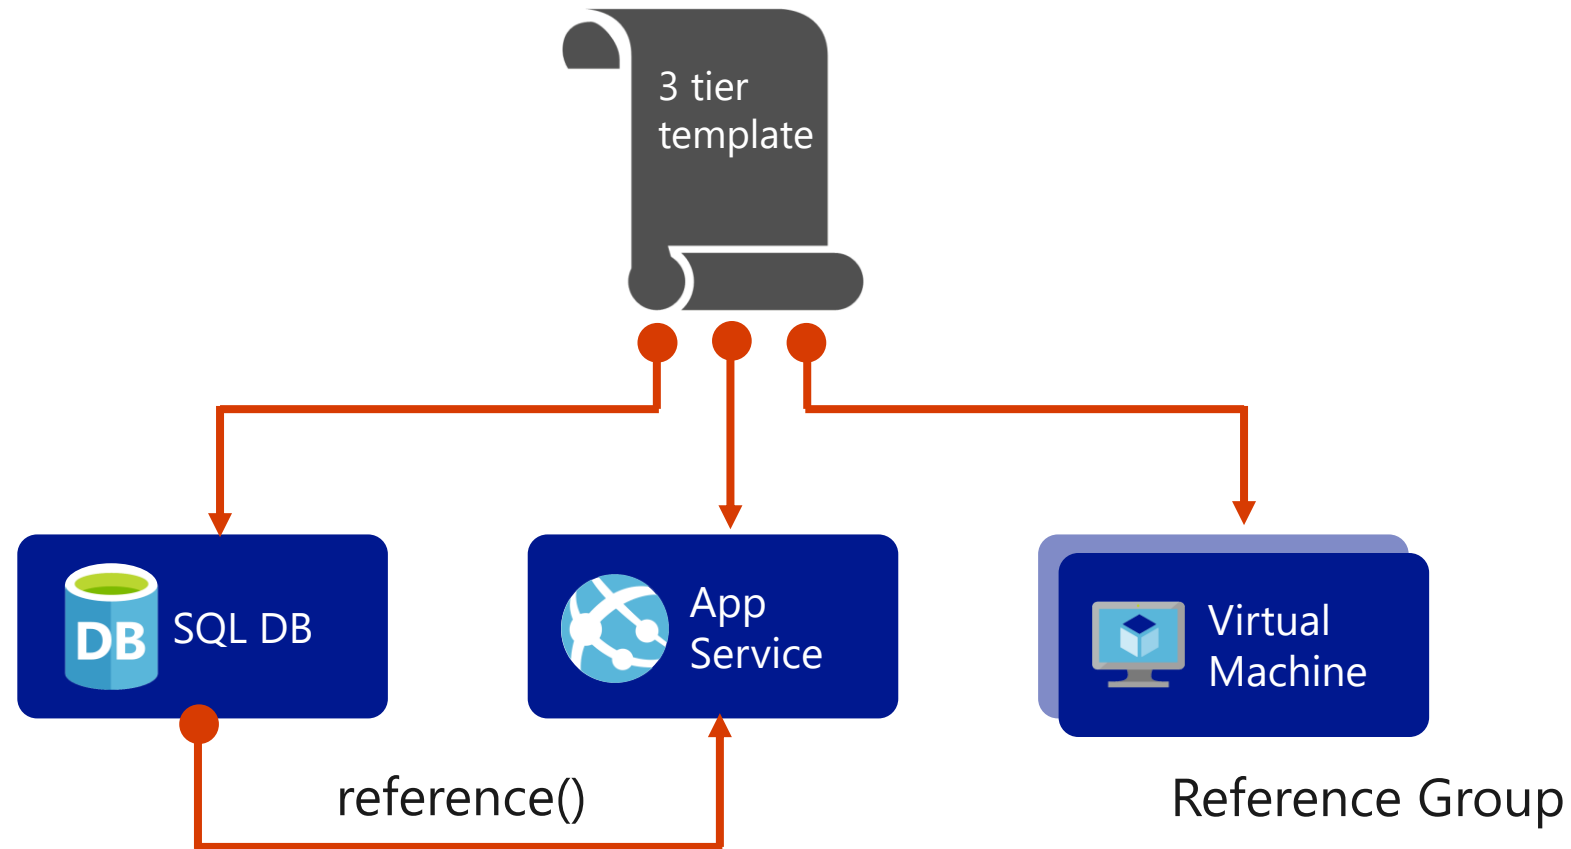 3 tier
template
DB
SQL DB
App
Service
Virtual
Machine
reference()
Reference Group